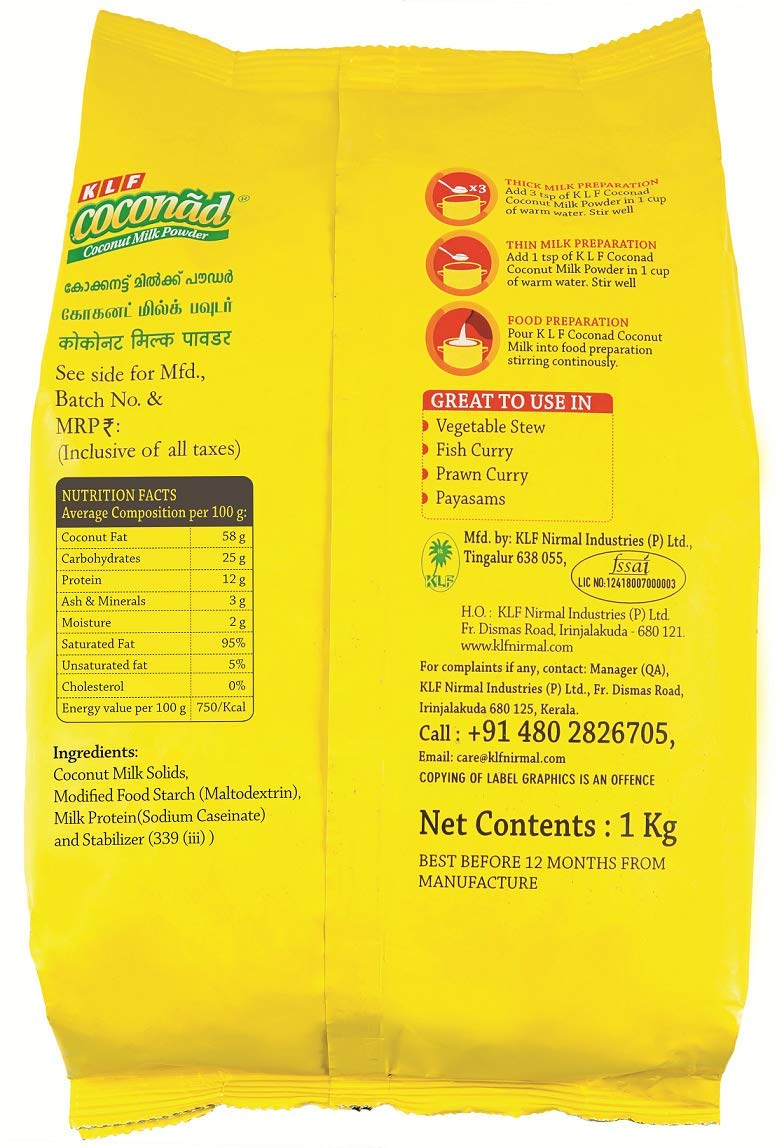 KLF
coconãd®
Coconut Milk Powder
കോക്കനട്ട് മിൽക്ക് പൗഡർ
கோகனட் மில்க் பவுடர்
कोकोनट मिल्क पावडर
See side for Mfd.,
Batch No. &
MRP ₹:
(Inclusive of all taxes)
NUTRITION FACTS
Average Composition per 100 g:
Coconut Fat 58 g
Carbohydrates 25 g
Protein 12 g
Ash & Minerals 3 g
Moisture 2 g
Saturated Fat 95%
Unsaturated fat 5%
Cholesterol 0%
Energy value per 100 g 750/Kcal
Ingredients:
Coconut Milk Solids,
Modified Food Starch (Maltodextrin),
Milk Protein(Sodium Caseinate)
and Stabilizer (339 (iii) )
x3
THICK MILK PREPARATION
Add 3 tsp of K L F Coconad
Coconut Milk Powder in 1 cup
of warm water. Stir well
THIN MILK PREPARATION
Add 1 tsp of K L F Coconad
Coconut Milk Powder in 1 cup
of warm water. Stir well
FOOD PREPARATION
Pour K L F Coconad Coconut
Milk into food preparation
stirring continously.
GREAT TO USE IN
Vegetable Stew
Fish Curry
Prawn Curry
Payasams
KLF
Mfd. by: KLF Nirmal Industries (P) Ltd.,
Tingalur 638 055,
fssai
LIC NO:12418007000003
H.O. : KLF Nirmal Industries (P) Ltd.
Fr. Dismas Road, Irinjalakuda - 680 121.
www.klfnirmal.com
For complaints if any, contact: Manager (QA),
KLF Nirmal Industries (P) Ltd., Fr. Dismas Road,
Irinjalakuda 680 125, Kerala.
Call : +91 480 2826705,
Email: care@klfnirmal.com
COPYING OF LABEL GRAPHICS IS AN OFFENCE
Net Contents : 1 Kg
BEST BEFORE 12 MONTHS FROM
MANUFACTURE